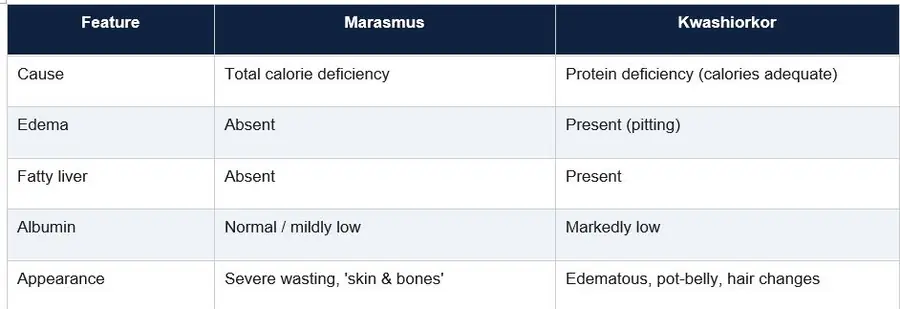 Feature Marasmus Kwashiorkor
Cause Total calorie deficiency Protein deficiency (calories adequate)
Edema Absent Present (pitting)
Fatty liver Absent Present
Albumin Normal / mildly low Markedly low
Appearance Severe wasting, 'skin & bones' Edematous, pot-belly, hair changes